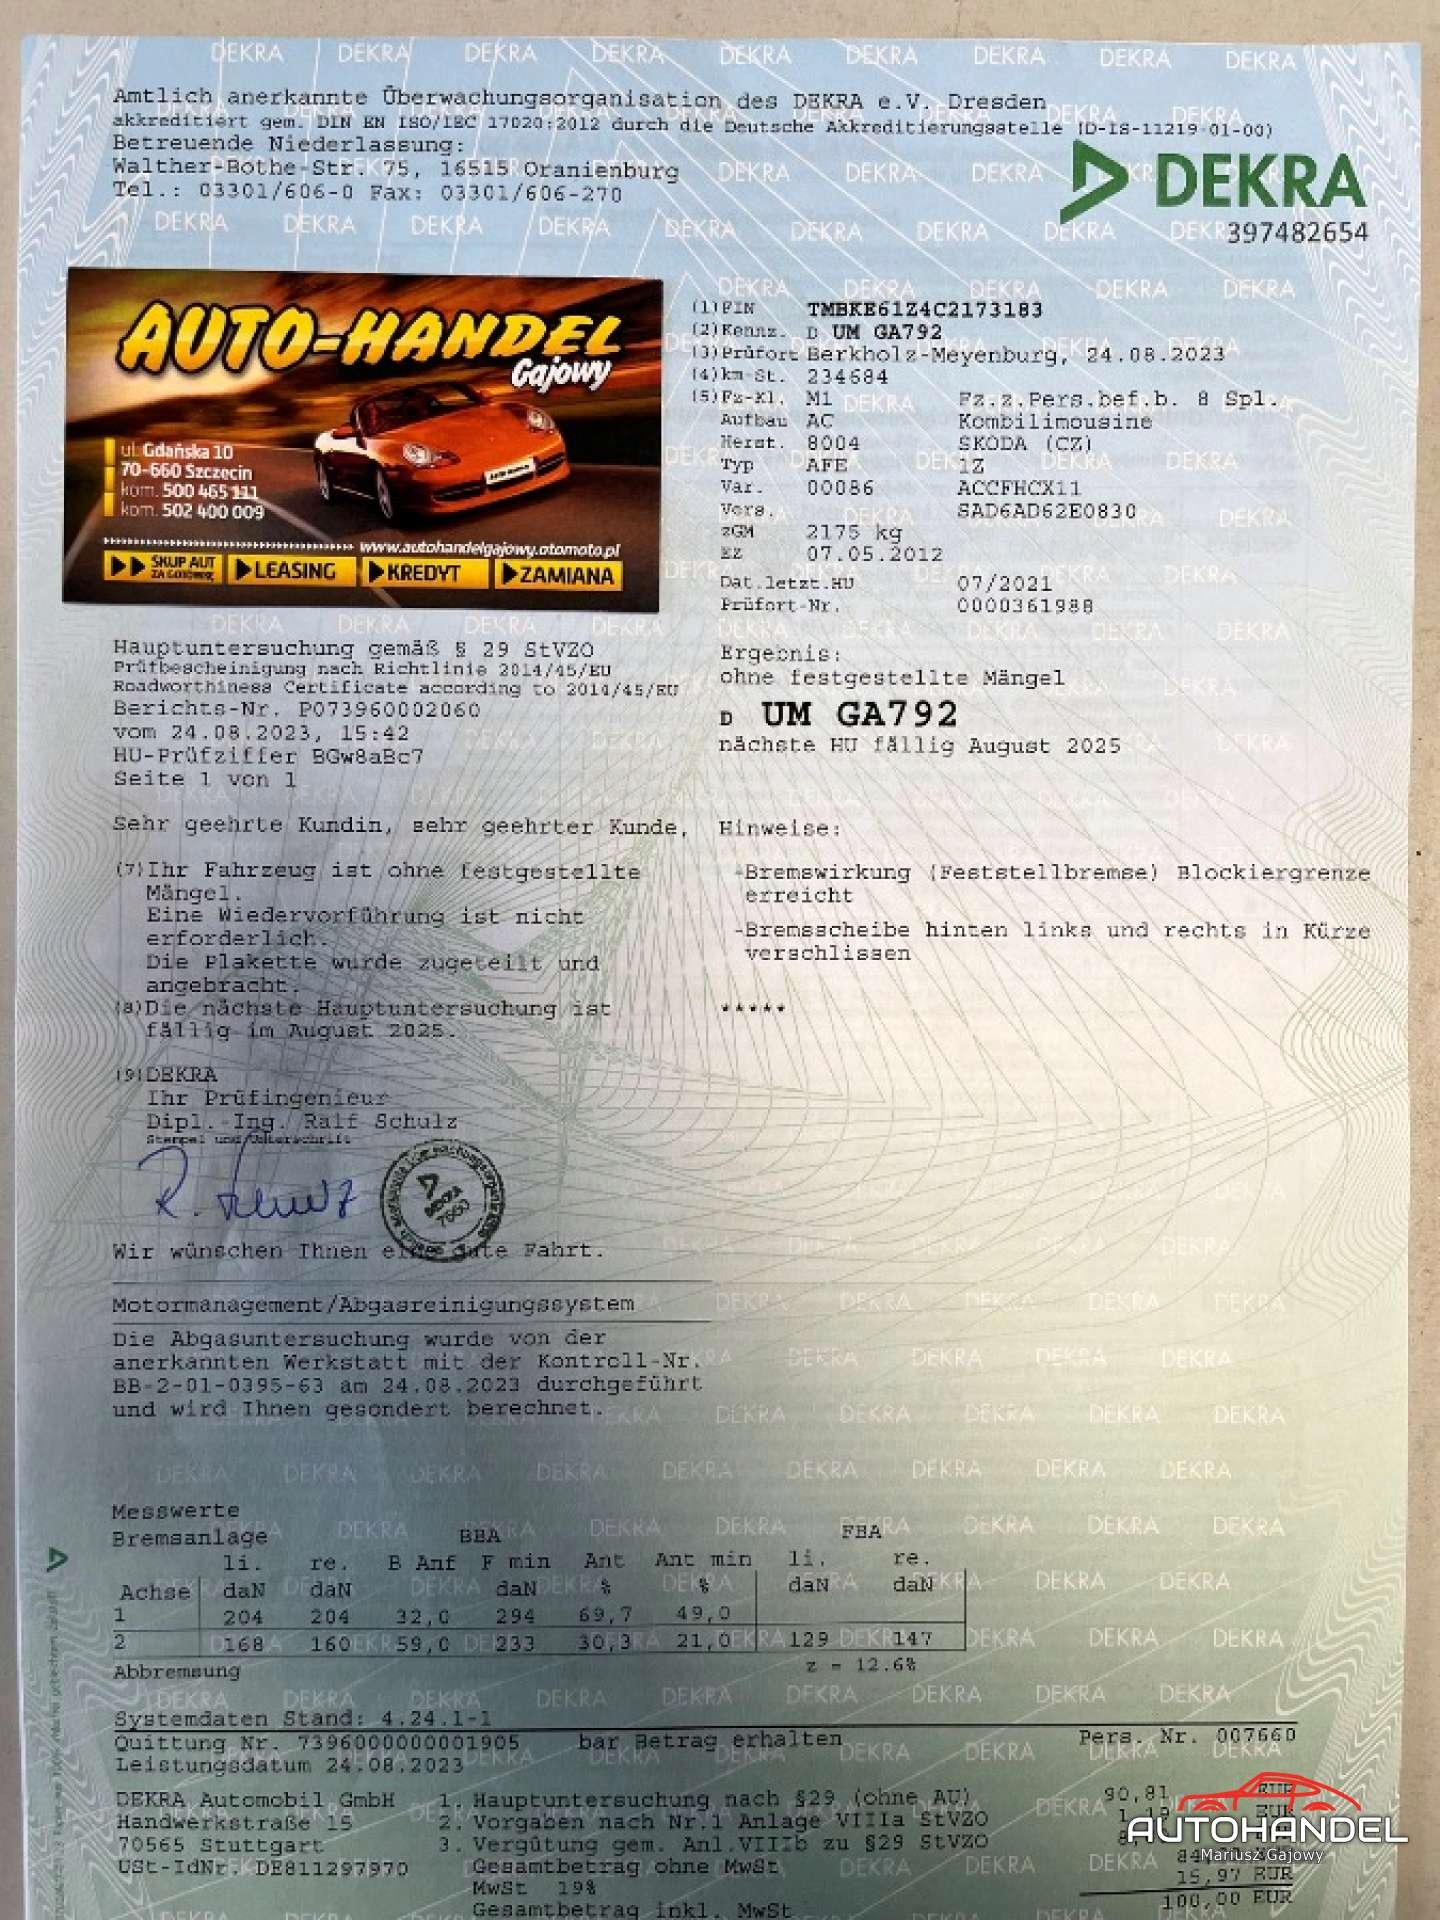 Amtlich anerkannte Überwachungsorganisation des DEKRA e.V. Dresden
akkreditiert gem. DIN EN ISO/IEC 17020:2012 durch die Deutsche Akkreditierungsstelle (D-IS-11219-01-00)
Betreuende Niederlassung:
Walther-Bothe-Str. 75, 16515 Oranienburg
Tel.: 03301/606-0 Fax: 03301/606-270
DEKRA
397482654
AUTO-HANDEL
Gajowy
ul. Gdańska 10
70-660 Szczecin
kom. 500 465 111
kom. 502 400 009
www.autohandelgajowy.otomoto.pl
SKUP AUT
ZA GOTÓWKĘ
LEASING
KREDYT
ZAMIANA
(1)FIN TMBKE61Z4C2173183
(2)Kennz. D UM GA792
(3)Prüfort Berkholz-Meyenburg, 24.08.2023
(4)km-St. 234684
(5)Fz-Kl. M1 Fz.z.Pers.bef.b. 8 Spl.
Aufbau AC Kombilimousine
Herst. 8004 SKODA (CZ)
Typ AFE 1Z
Var. 00086 ACCFHCX11
Vers. SAD6AD62E0830
zGM 2175 kg
EZ 07.05.2012
Dat.letzt.HU 07/2021
Prüfort-Nr. 0000361988
Hauptuntersuchung gemäß § 29 StVZO
Prüfbescheinigung nach Richtlinie 2014/45/EU
Roadworthiness Certificate according to 2014/45/EU
Berichts-Nr. P073960002060
vom 24.08.2023, 15:42
HU-Prüfziffer BGw8aBc7
Seite 1 von 1
Ergebnis:
ohne festgestellte Mängel
D UM GA792
nächste HU fällig August 2025
Sehr geehrte Kundin, sehr geehrter Kunde,
(7)Ihr Fahrzeug ist ohne festgestellte
Mängel.
Eine Wiedervorführung ist nicht
erforderlich.
Die Plakette wurde zugeteilt und
angebracht.
(8)Die nächste Hauptuntersuchung ist
fällig im August 2025.
Hinweise:
-Bremswirkung (Feststellbremse) Blockiergrenze
erreicht
-Bremsscheibe hinten links und rechts in Kürze
verschlissen
*****
(9)DEKRA
Ihr Prüfingenieur
Dipl.-Ing. Ralf Schulz
Stempel und Unterschrift
DEKRA
7660
Wir wünschen Ihnen eine gute Fahrt.
Motormanagement/Abgasreinigungssystem
Die Abgasuntersuchung wurde von der
anerkannten Werkstatt mit der Kontroll-Nr.
BB-2-01-0395-63 am 24.08.2023 durchgeführt
und wird Ihnen gesondert berechnet.
Messwerte
Bremsanlage BBA FBA
li. re. B Anf F min Ant Ant min li. re.
Achse daN daN daN % % daN daN
1 204 204 32,0 294 69,7 49,0
2 168 160 59,0 233 30,3 21,0 129 147
Abbremsung z = 12.6%
Systemdaten Stand: 4.24.1-1
Quittung Nr. 7396000000001905 bar Betrag erhalten Pers. Nr. 007660
Leistungsdatum 24.08.2023
DEKRA Automobil GmbH 1. Hauptuntersuchung nach §29 (ohne AU) 90,81 EUR
Handwerkstraße 15 2. Vorgaben nach Nr.1 Anlage VIIIa StVZO
70565 Stuttgart 3. Vergütung gem. Anl.VIIIb zu §29 StVZO
USt-IdNr. DE811297970 Gesamtbetrag ohne MwSt
MwSt 19% 15,97 EUR
Gesamtbetrag inkl. MwSt 100,00 EUR
AUTOHANDEL
Mariusz Gajowy